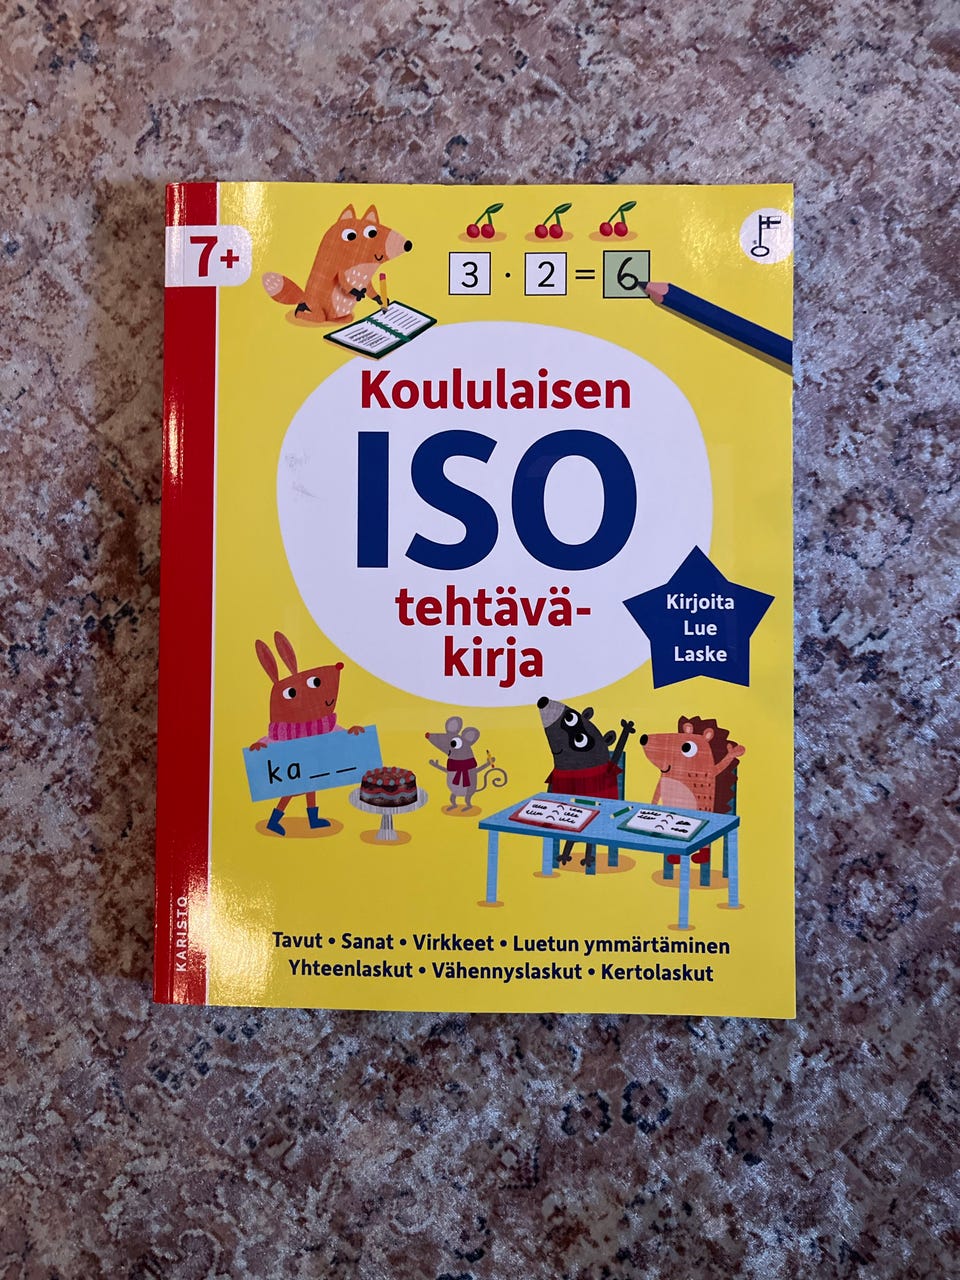 7+
3 · 2 = 6
Koululaisen
ISO
tehtävä-
kirja
Kirjoita
Lue
Laske
ka_ _
Tavut • Sanat • Virkkeet • Luetun ymmärtäminen
Yhteenlaskut • Vähennyslaskut • Kertolaskut
KARISTO